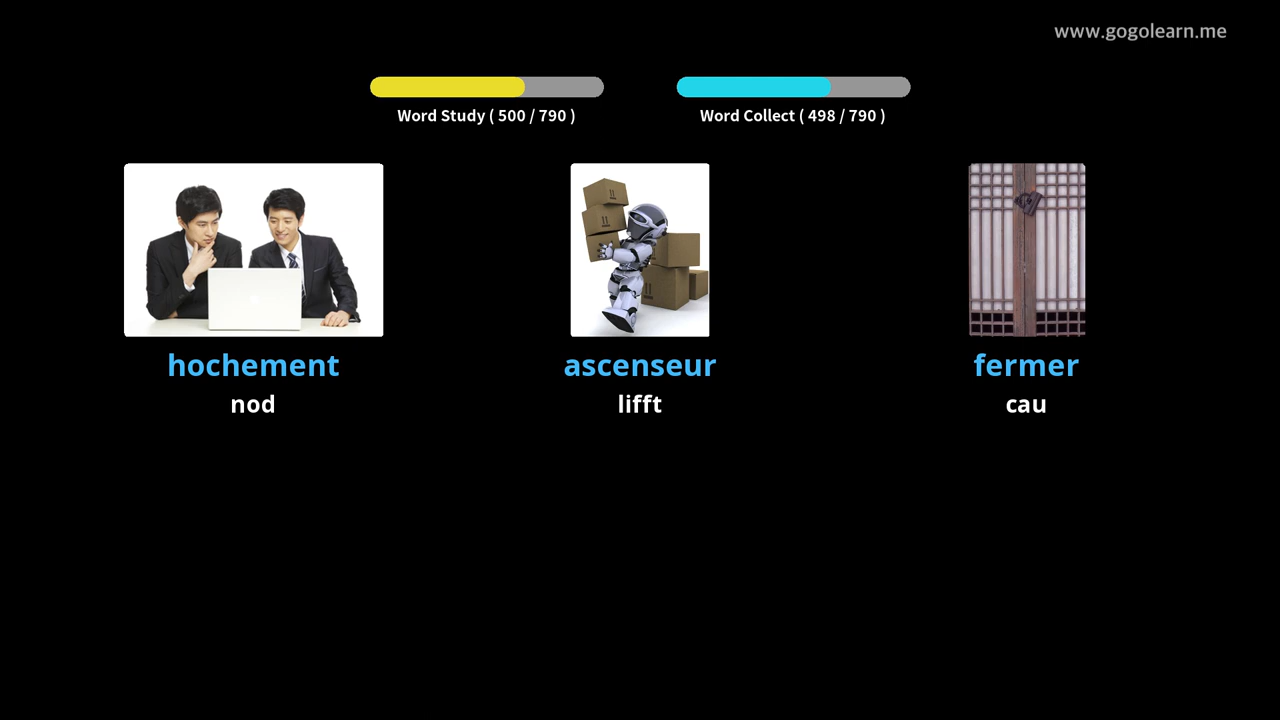 www.gogolearn.me
Word Study ( 500 / 790 )
Word Collect ( 498 / 790 )
hochement
nod
ascenseur
lifft
fermer
cau